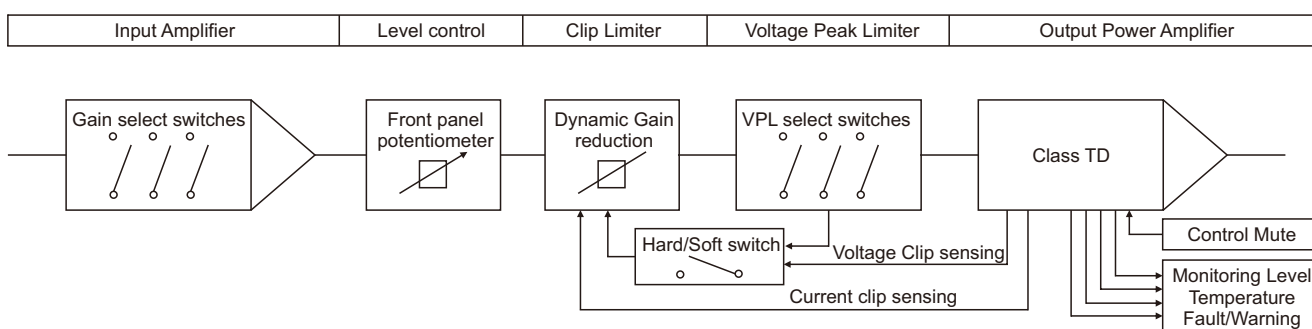 Input Amplifier
Level control
Clip Limiter
Voltage Peak Limiter
Output Power Amplifier
Gain select switches
Front panel
potentiometer
Dynamic Gain
reduction
VPL select switches
Class TD
Hard/Soft switch
Voltage Clip sensing
Current clip sensing
Control Mute
Monitoring Level
Temperature
Fault/Warning